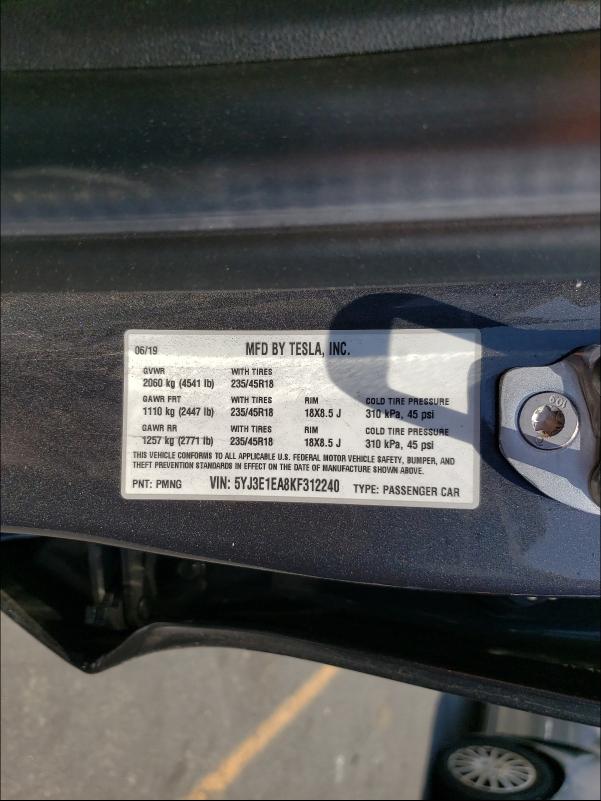 06/19 MFD BY TESLA, INC.
GVWR WITH TIRES
2060 kg (4541 lb) 235/45R18
GAWR FRT WITH TIRES RIM COLD TIRE PRESSURE
1110 kg (2447 lb) 235/45R18 18X8.5 J 310 kPa, 45 psi
GAWR RR WITH TIRES RIM COLD TIRE PRESSURE
1257 kg (2771 lb) 235/45R18 18X8.5 J 310 kPa, 45 psi
THIS VEHICLE CONFORMS TO ALL APPLICABLE U.S. FEDERAL MOTOR VEHICLE SAFETY, BUMPER, AND
THEFT PREVENTION STANDARDS IN EFFECT ON THE DATE OF MANUFACTURE SHOWN ABOVE.
PNT: PMNG VIN: 5YJ3E1EA8KF312240 TYPE: PASSENGER CAR